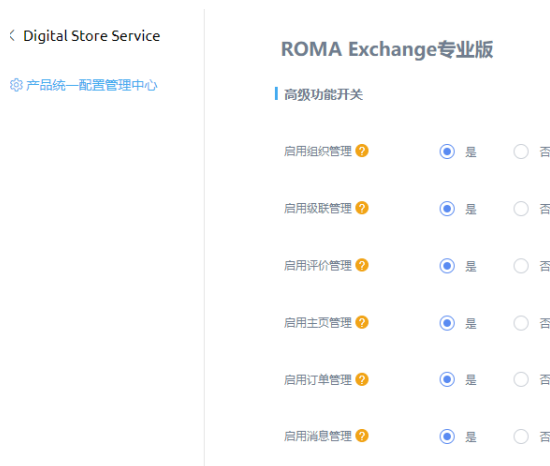 Digital Store Service
产品统一配置管理中心
ROMA Exchange专业版
高级功能开关
启用组织管理 ? 是 否
启用级联管理 ? 是 否
启用评价管理 ? 是 否
启用主页管理 ? 是 否
启用订单管理 ? 是 否
启用消息管理 ? 是 否